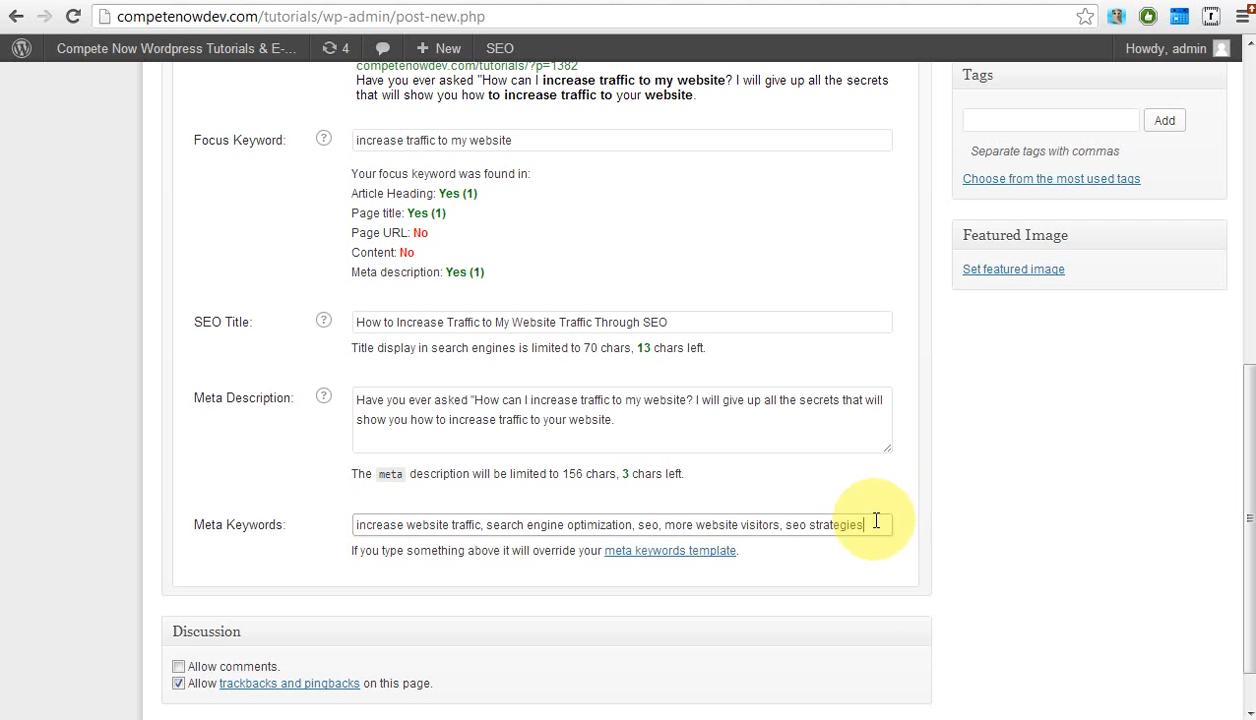 competenowdev.com/tutorials/wp-admin/post-new.php
Compete Now Wordpress Tutorials & E-... 4 + New SEO Howdy, admin
competenowdev.com/tutorials/?p=1382
Have you ever asked "How can I increase traffic to my website? I will give up all the secrets
that will show you how to increase traffic to your website.
Focus Keyword: ? increase traffic to my website
Your focus keyword was found in:
Article Heading: Yes (1)
Page title: Yes (1)
Page URL: No
Content: No
Meta description: Yes (1)
SEO Title: ? How to Increase Traffic to My Website Traffic Through SEO
Title display in search engines is limited to 70 chars, 13 chars left.
Meta Description: ? Have you ever asked "How can I increase traffic to my website? I will give up all the secrets that will
show you how to increase traffic to your website.
The meta description will be limited to 156 chars, 3 chars left.
Meta Keywords: increase website traffic, search engine optimization, seo, more website visitors, seo strategies
If you type something above it will override your meta keywords template.
Discussion
Allow comments.
Allow trackbacks and pingbacks on this page.
Tags
Add
Separate tags with commas
Choose from the most used tags
Featured Image
Set featured image